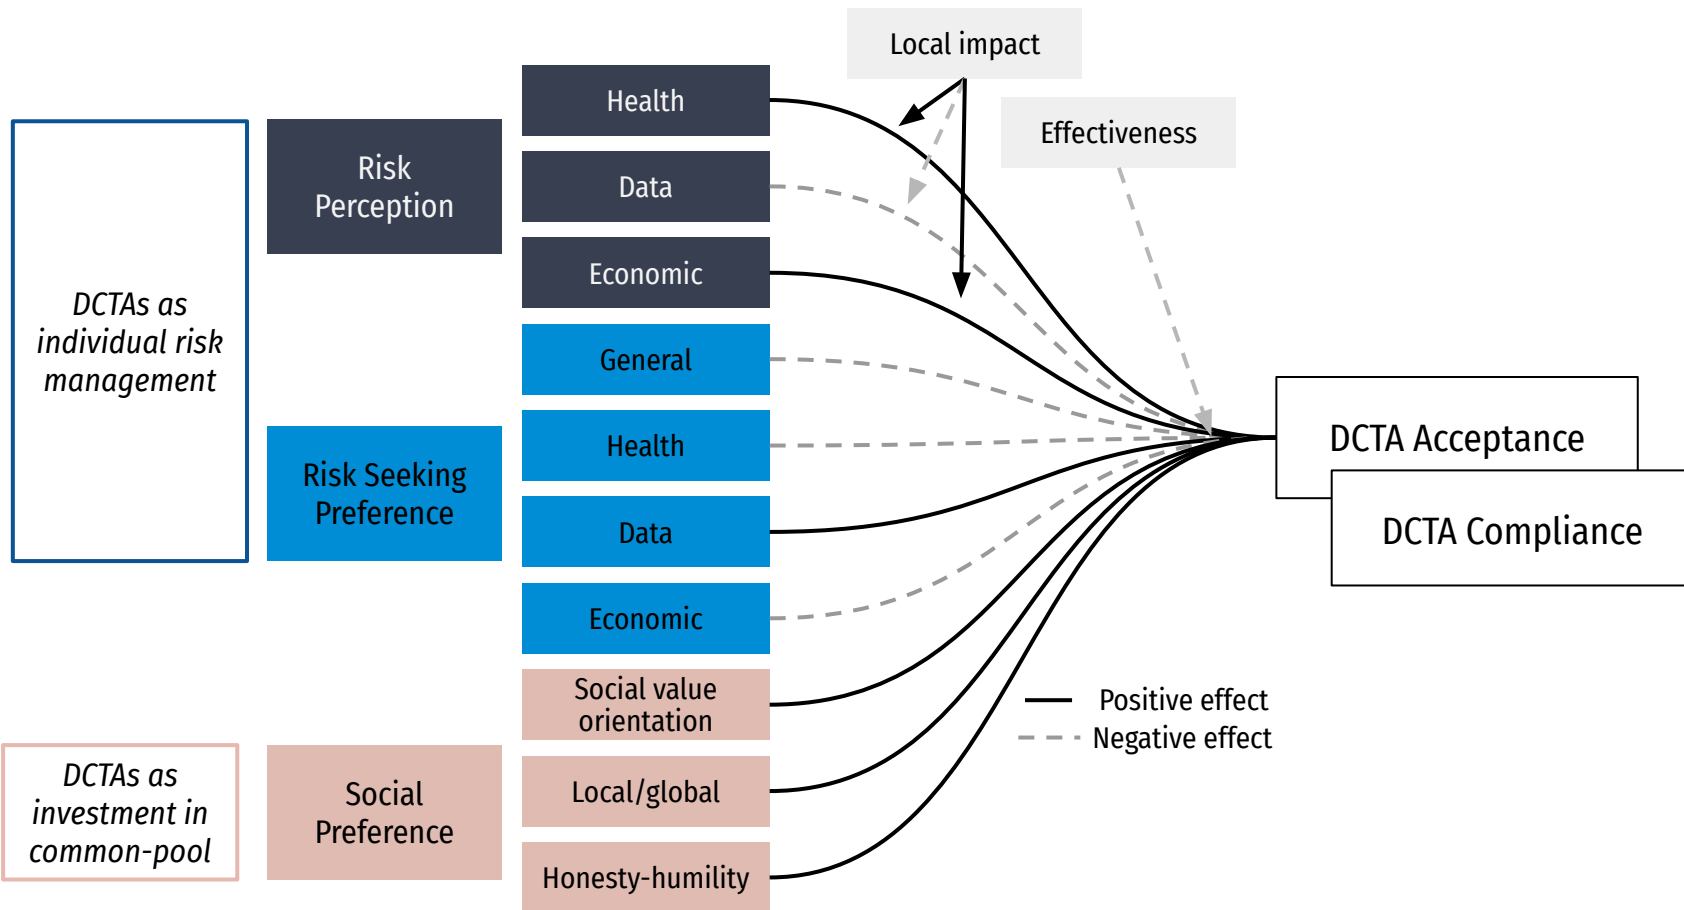 Local impact
Effectiveness
DCTAs as
individual risk
management
Risk
Perception
Health
Data
Economic
Risk Seeking
Preference
General
Health
Data
Economic
DCTAs as
investment in
common-pool
Social
Preference
Social value
orientation
Local/global
Honesty-humility
DCTA Acceptance
DCTA Compliance
Positive effect
Negative effect